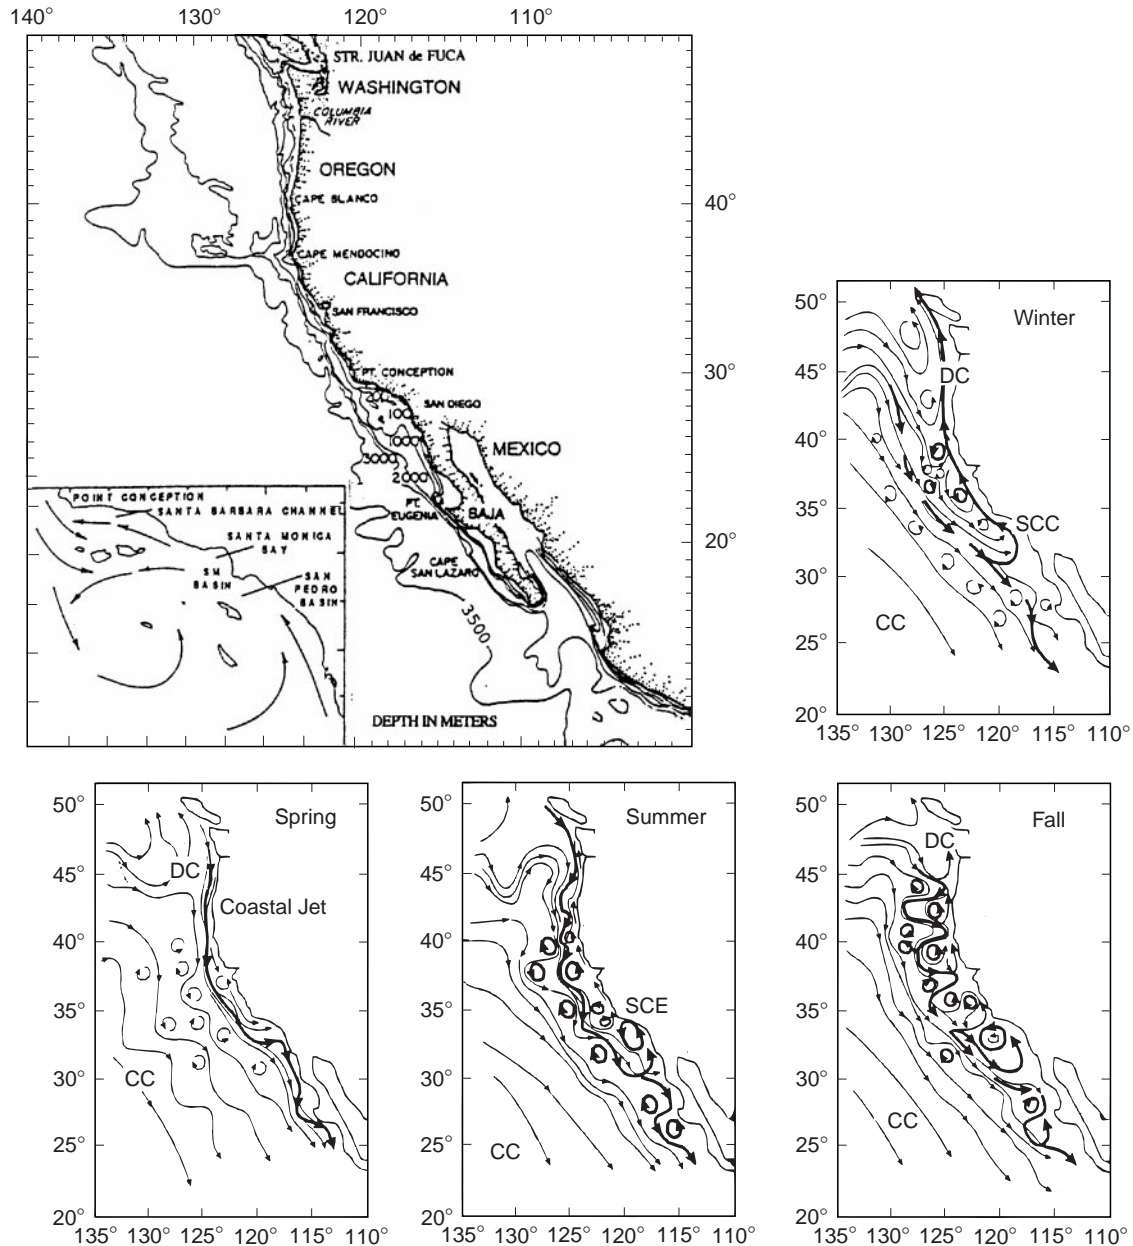 140° 130° 120° 110°
STR. JUAN de FUCA
WASHINGTON
COLUMBIA
RIVER
OREGON
CAPE BLANCO
40°
CAPE MENDOCINO
CALIFORNIA
SAN FRANCISCO
PT. CONCEPTION
30°
200
100
SAN DIEGO
1000
3000
2000
MEXICO
PT.
EUGENIA
BAJA
20°
CAPE
SAN LAZARO
3500
DEPTH IN METERS
POINT CONCEPTION
SANTA BARBARA CHANNEL
SANTA MONICA
BAY
SM
BASIN
SAN
PEDRO
BASIN
50°
Winter
45°
DC
40°
35°
SCC
30°
CC
25°
20°
135° 130° 125° 120° 115° 110°
50°
Spring
DC
45°
Coastal Jet
40°
35°
30°
CC
25°
20°
135° 130° 125° 120° 115° 110°
50°
Summer
45°
40°
35°
SCE
30°
CC
25°
20°
135° 130° 125° 120° 115° 110°
50°
Fall
DC
45°
40°
35°
30°
CC
25°
20°
135° 130° 125° 120° 115° 110°